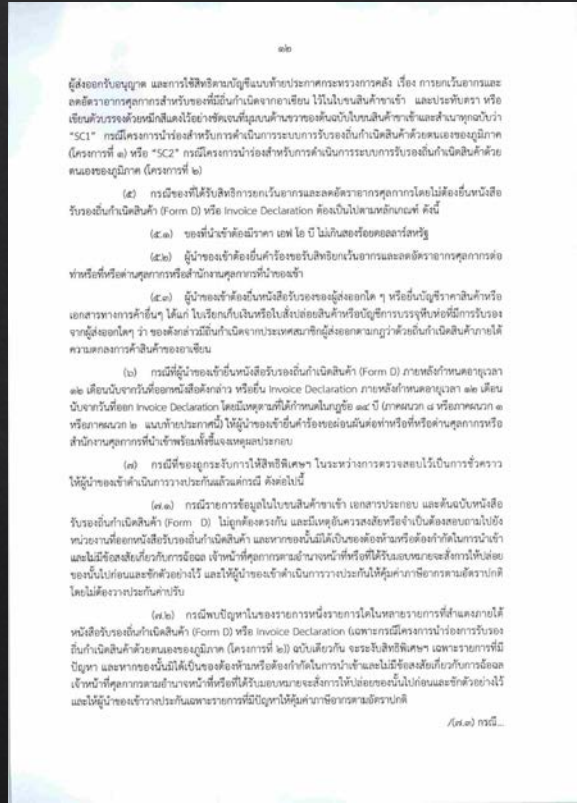 ๑๒
ผู้ส่งออกรับอนุญาต และการใช้สิทธิตามบัญชีแนบท้ายประกาศกระทรวงการคลัง เรื่อง การยกเว้นอากรและ
ลดอัตราอากรศุลกากรสำหรับของที่มีถิ่นกำเนิดจากอาเซียน ไว้ในใบขนสินค้าขาเข้า และประทับตรา หรือ
เขียนตัวบรรจงด้วยหมึกสีแดงไว้อย่างชัดเจนที่มุมบนด้านขวาของต้นฉบับใบขนสินค้าขาเข้าและสำเนาทุกฉบับว่า
"SC1" กรณีโครงการนำร่องสำหรับการดำเนินการระบบการรับรองถิ่นกำเนิดสินค้าด้วยตนเองของภูมิภาค
(โครงการที่ ๑) หรือ "SC2" กรณีโครงการนำร่องสำหรับการดำเนินการระบบการรับรองถิ่นกำเนิดสินค้าด้วย
ตนเองของภูมิภาค (โครงการที่ ๒)
(๕) กรณีของที่ได้รับสิทธิการยกเว้นอากรและลดอัตราอากรศุลกากรโดยไม่ต้องยื่นหนังสือ
รับรองถิ่นกำเนิดสินค้า (Form D) หรือ Invoice Declaration ต้องเป็นไปตามหลักเกณฑ์ ดังนี้
(๕.๑) ของที่นำเข้าต้องมีราคา เอฟ โอ บี ไม่เกินสองร้อยดอลลาร์สหรัฐ
(๕.๒) ผู้นำของเข้าต้องยื่นคำร้องขอรับสิทธิยกเว้นอากรและลดอัตราอากรศุลกากรต่อ
ท่าหรือที่หรือด่านศุลกากรหรือสำนักงานศุลกากรที่นำของเข้า
(๕.๓) ผู้นำของเข้าต้องยื่นหนังสือรับรองของผู้ส่งออกใด ๆ หรือยื่นบัญชีราคาสินค้าหรือ
เอกสารทางการค้าอื่นๆ ได้แก่ ใบเรียกเก็บเงินหรือใบสั่งปล่อยสินค้าหรือบัญชีการบรรจุหีบห่อที่มีการรับรอง
จากผู้ส่งออกใดๆ ว่า ของดังกล่าวมีถิ่นกำเนิดจากประเทศสมาชิกผู้ส่งออกตามกฎว่าด้วยถิ่นกำเนิดสินค้าภายใต้
ความตกลงการค้าสินค้าของอาเซียน
(๖) กรณีที่ผู้นำของเข้ายื่นหนังสือรับรองถิ่นกำเนิดสินค้า (Form D) ภายหลังกำหนดอายุเวลา
๑๒ เดือนนับจากวันที่ออกหนังสือดังกล่าว หรือยื่น Invoice Declaration ภายหลังกำหนดอายุเวลา ๑๒ เดือน
นับจากวันที่ออก Invoice Declaration โดยมีเหตุตามที่ได้กำหนดในกฎข้อ ๑๕ บี (ภาคผนวก ๘ หรือภาคผนวก ๑
หรือภาคผนวก ๒ แนบท้ายประกาศนี้) ให้ผู้นำของเข้ายื่นคำร้องขอผ่อนผันต่อท่าหรือที่หรือด่านศุลกากรหรือ
สำนักงานศุลกากรที่นำเข้าพร้อมทั้งชี้แจงเหตุผลประกอบ
(๗) กรณีที่ของถูกระงับการให้สิทธิพิเศษฯ ในระหว่างการตรวจสอบไว้เป็นการชั่วคราว
ให้ผู้นำของเข้าดำเนินการวางประกันแล้วแต่กรณี ดังต่อไปนี้
(๗.๑) กรณีรายการข้อมูลในใบขนสินค้าขาเข้า เอกสารประกอบ และต้นฉบับหนังสือ
รับรองถิ่นกำเนิดสินค้า (Form D) ไม่ถูกต้องตรงกัน และมีเหตุอันควรสงสัยหรือจำเป็นต้องสอบถามไปยัง
หน่วยงานที่ออกหนังสือรับรองถิ่นกำเนิดสินค้า และหากของนั้นมิได้เป็นของต้องห้ามหรือต้องกำกัดในการนำเข้า
และไม่มีข้อสงสัยเกี่ยวกับการฉ้อฉล เจ้าหน้าที่ศุลกากรตามอำนาจหน้าที่หรือที่ได้รับมอบหมายจะสั่งการให้ปล่อย
ของนั้นไปก่อนและชักตัวอย่างไว้ และให้ผู้นำของเข้าดำเนินการวางประกันให้คุ้มค่าภาษีอากรตามอัตราปกติ
โดยไม่ต้องวางประกันค่าปรับ
(๗.๒) กรณีพบปัญหาในของรายการหนึ่งรายการใดในหลายรายการที่สำแดงภายใต้
หนังสือรับรองถิ่นกำเนิดสินค้า (Form D) หรือ Invoice Declaration (เฉพาะกรณีโครงการนำร่องการรับรอง
ถิ่นกำเนิดสินค้าด้วยตนเองของภูมิภาค (โครงการที่ ๒)) ฉบับเดียวกัน จะระงับสิทธิพิเศษฯ เฉพาะรายการที่มี
ปัญหา และหากของนั้นมิได้เป็นของต้องห้ามหรือต้องกำกัดในการนำเข้าและไม่มีข้อสงสัยเกี่ยวกับการฉ้อฉล
เจ้าหน้าที่ศุลกากรตามอำนาจหน้าที่หรือที่ได้รับมอบหมายจะสั่งการให้ปล่อยของนั้นไปก่อนและชักตัวอย่างไว้
และให้ผู้นำของเข้าวางประกันเฉพาะรายการที่มีปัญหาให้คุ้มค่าภาษีอากรตามอัตราปกติ
/(๗.๓) กรณี...